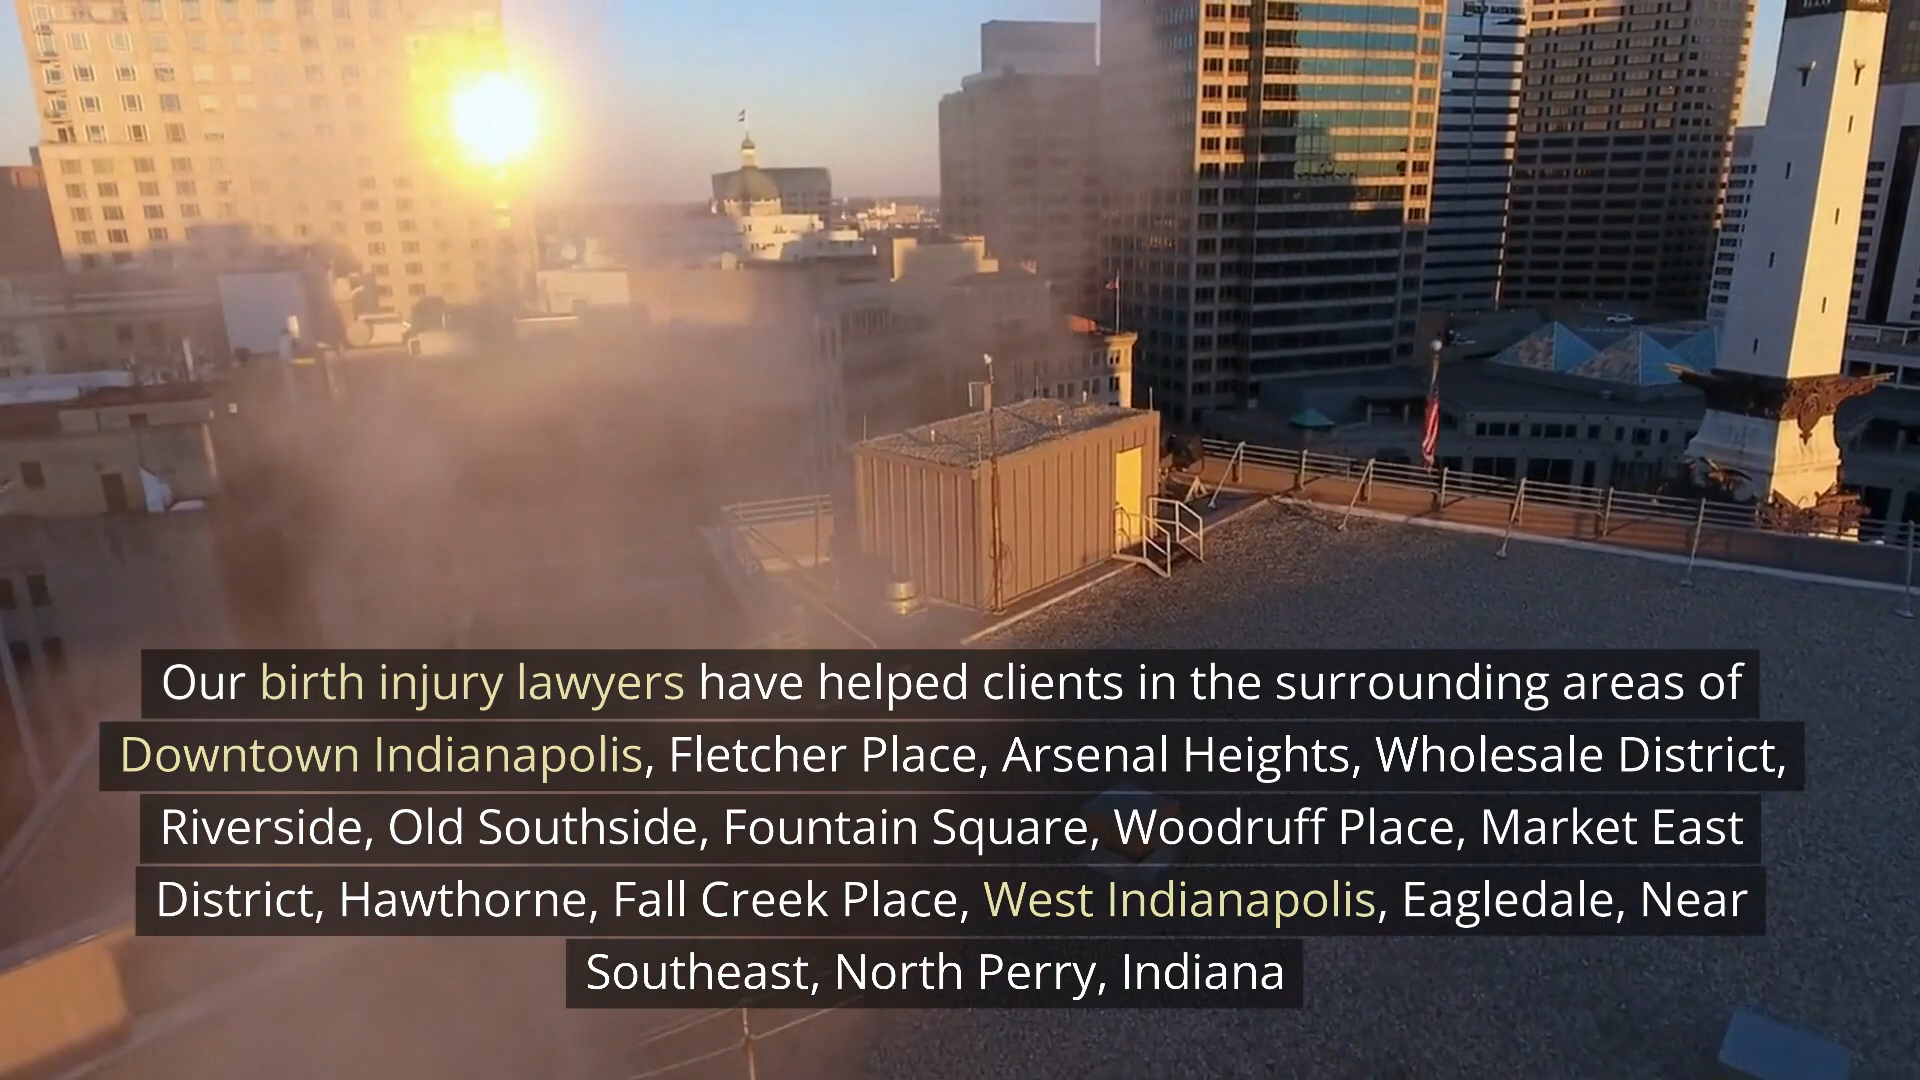 Our birth injury lawyers have helped clients in the surrounding areas of
Downtown Indianapolis, Fletcher Place, Arsenal Heights, Wholesale District,
Riverside, Old Southside, Fountain Square, Woodruff Place, Market East
District, Hawthorne, Fall Creek Place, West Indianapolis, Eagledale, Near
Southeast, North Perry, Indiana